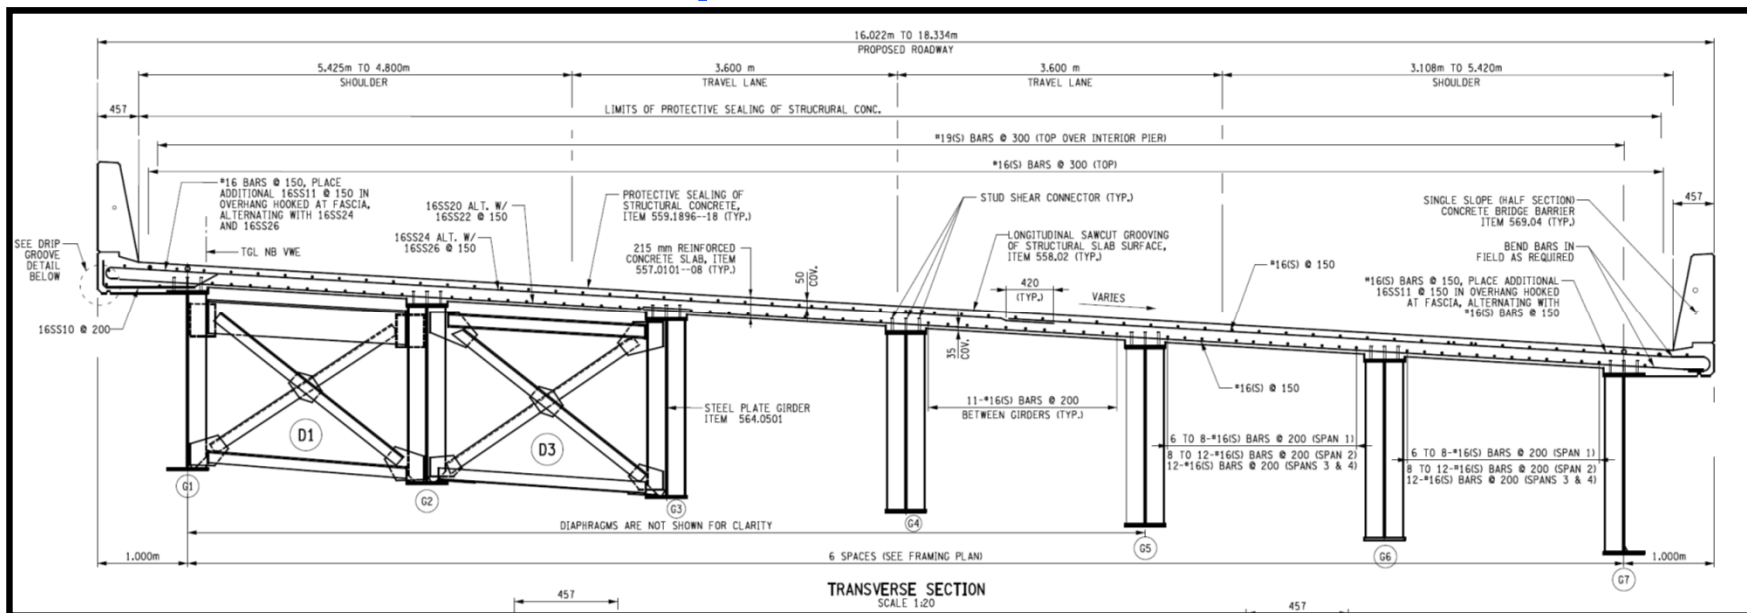 16.022m TO 18.334m
PROPOSED ROADWAY
5.425m TO 4.800m
SHOULDER
3.600 m
TRAVEL LANE
3.600 m
TRAVEL LANE
3.108m TO 5.420m
SHOULDER
457
LIMITS OF PROTECTIVE SEALING OF STRUCRURAL CONC.
*19(S) BARS @ 300 (TOP OVER INTERIOR PIER)
*16(S) BARS @ 300 (TOP)
457
*16 BARS @ 150, PLACE
ADDITIONAL 16SS11 @ 150 IN
OVERHANG HOOKED AT FASCIA,
ALTERNATING WITH 16SS24
AND 16SS26
16SS20 ALT. W/
16SS22 @ 150
PROTECTIVE SEALING OF
STRUCTURAL CONCRETE,
ITEM 559.1896--18 (TYP.)
STUD SHEAR CONNECTOR (TYP.)
SINGLE SLOPE (HALF SECTION)
CONCRETE BRIDGE BARRIER
ITEM 569.04 (TYP.)
SEE DRIP
GROOVE
DETAIL
BELOW
TGL NB VWE
16SS24 ALT. W/
16SS26 @ 150
215 mm REINFORCED
CONCRETE SLAB, ITEM
557.0101--08 (TYP.)
LONGITUDINAL SAWCUT GROOVING
OF STRUCTURAL SLAB SURFACE,
ITEM 558.02 (TYP.)
BEND BARS IN
FIELD AS REQUIRED
50
COV.
420
(TYP.)
VARIES
*16(S) @ 150
*16(S) BARS @ 150, PLACE ADDITIONAL
16SS11 @ 150 IN OVERHANG HOOKED
AT FASCIA, ALTERNATING WITH
*16(S) BARS @ 150
16SS10 @ 200
35
COV.
*16(S) @ 150
STEEL PLATE GIRDER
ITEM 564.0501
11-*16(S) BARS @ 200
BETWEEN GIRDERS (TYP.)
D1
D3
6 TO 8-*16(S) BARS @ 200 (SPAN 1)
8 TO 12-*16(S) BARS @ 200 (SPAN 2)
12-*16(S) BARS @ 200 (SPANS 3 & 4)
6 TO 8-*16(S) BARS @ 200 (SPAN 1)
8 TO 12-*16(S) BARS @ 200 (SPAN 2)
12-*16(S) BARS @ 200 (SPANS 3 & 4)
G1
G2
G3
G4
G5
G6
G7
DIAPHRAGMS ARE NOT SHOWN FOR CLARITY
1.000m
6 SPACES (SEE FRAMING PLAN)
1.000m
TRANSVERSE SECTION
SCALE 1:20
457
457